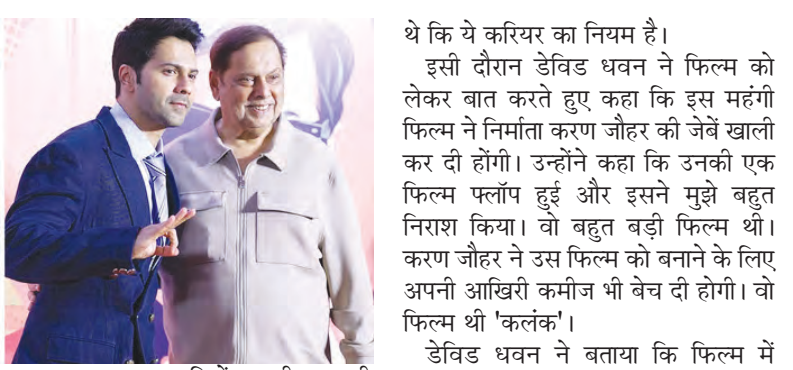 थे कि ये करियर का नियम है।
इसी दौरान डेविड धवन ने फिल्म को
लेकर बात करते हुए कहा कि इस महंगी
फिल्म ने निर्माता करण जौहर की जेबें खाली
कर दी होंगी। उन्होंने कहा कि उनकी एक
फिल्म फ्लॉप हुई और इसने मुझे बहुत
निराश किया। वो बहुत बड़ी फिल्म थी।
करण जौहर ने उस फिल्म को बनाने के लिए
अपनी आखिरी कमीज भी बेच दी होगी। वो
फिल्म थी 'कलंक'।
डेविड धवन ने बताया कि फिल्म में